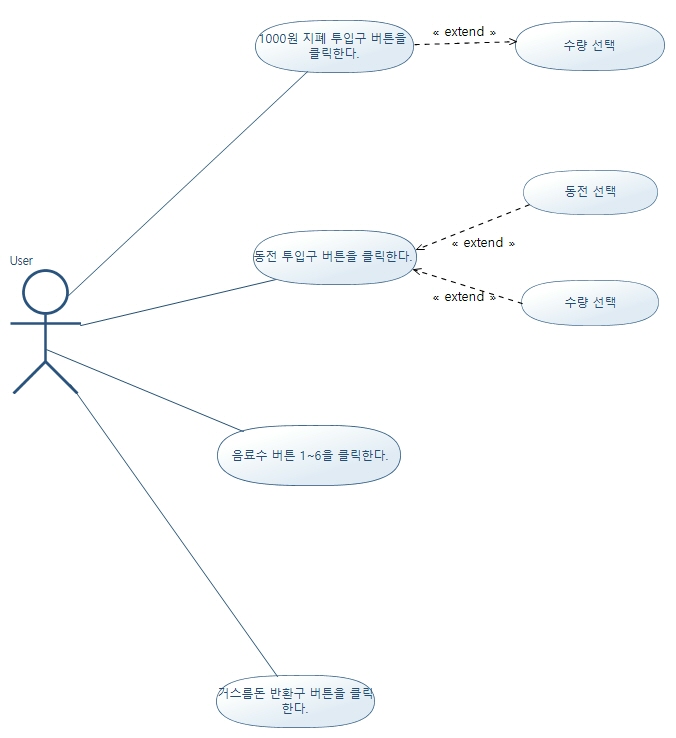 1000원 지폐 투입구 버튼을
클릭한다.
« extend »
수량 선택
동전 선택
« extend »
동전 투입구 버튼을 클릭한다.
User
« extend »
수량 선택
음료수 버튼 1~6을 클릭한다.
거스름돈 반환구 버튼을 클릭
한다.